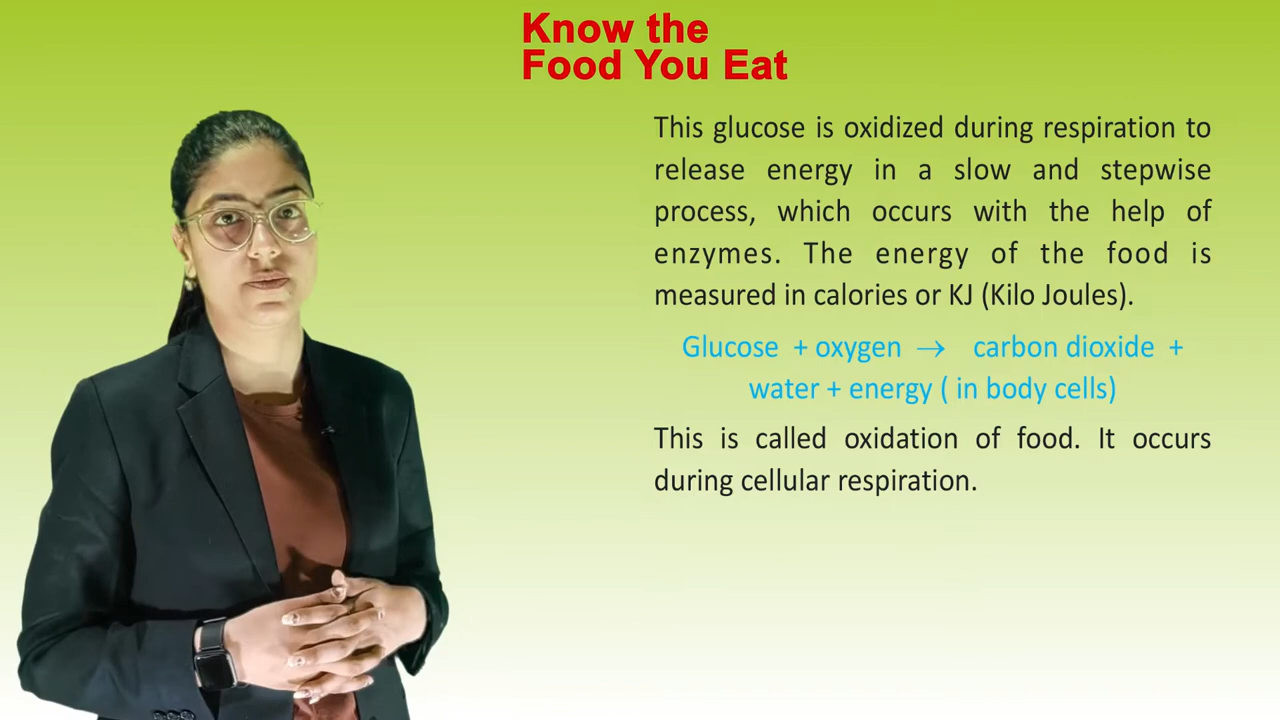 Know the
Food You Eat
This glucose is oxidized during respiration to
release energy in a slow and stepwise
process, which occurs with the help of
enzymes. The energy of the food is
measured in calories or KJ (Kilo Joules).
Glucose + oxygen → carbon dioxide +
water + energy ( in body cells)
This is called oxidation of food. It occurs
during cellular respiration.